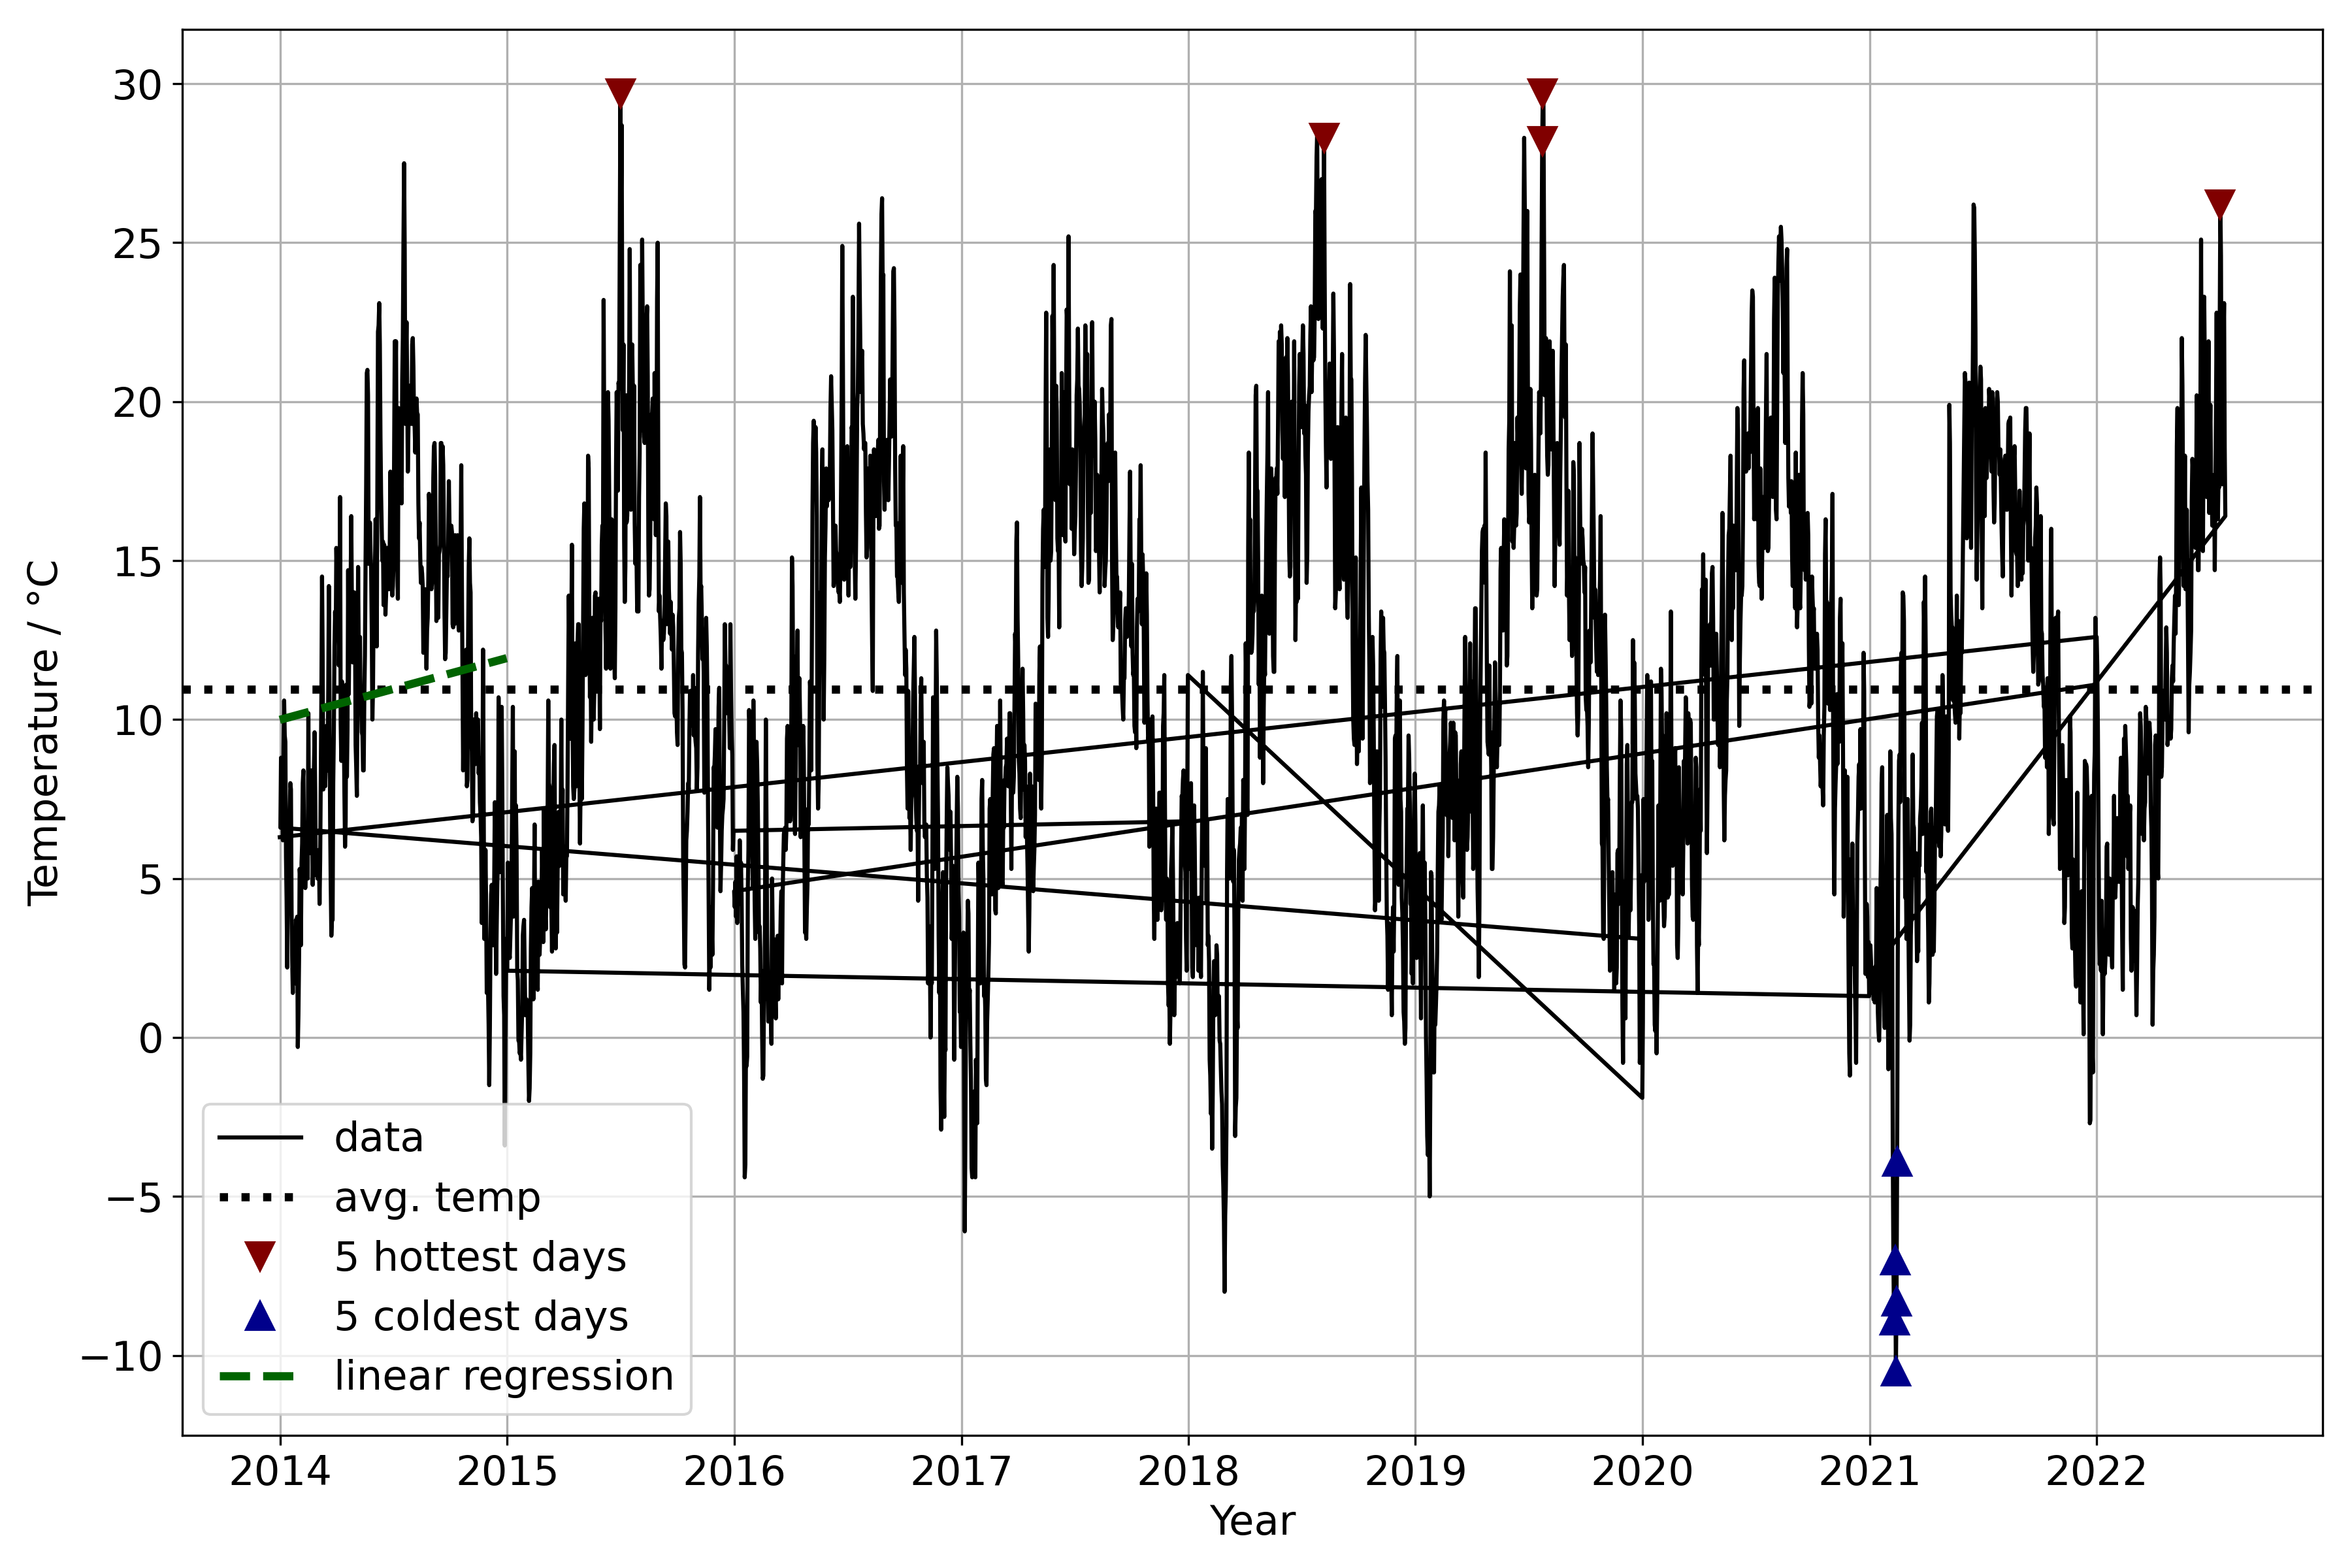 30
25
20
15
10
5
0
−5
−10
Temperature / °C
data
avg. temp
5 hottest days
5 coldest days
linear regression
2014 2015 2016 2017 2018 2019 2020 2021 2022
Year